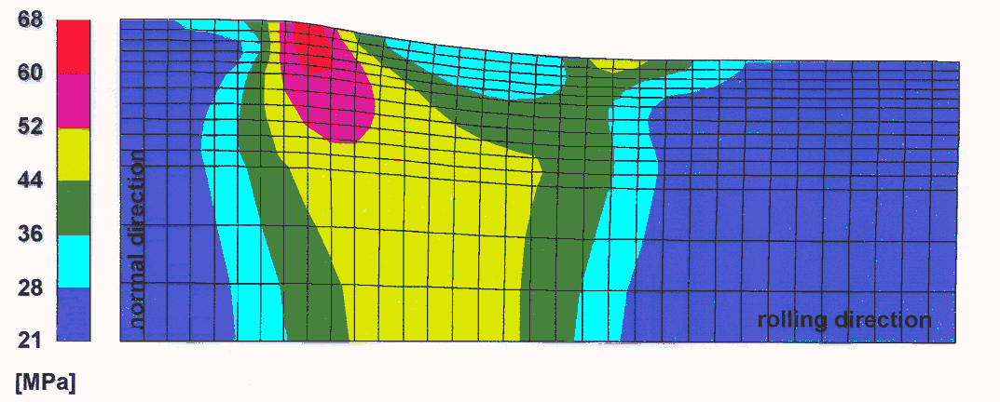 68
60
52
44
36
28
21
[MPa]
normal direction
rolling direction